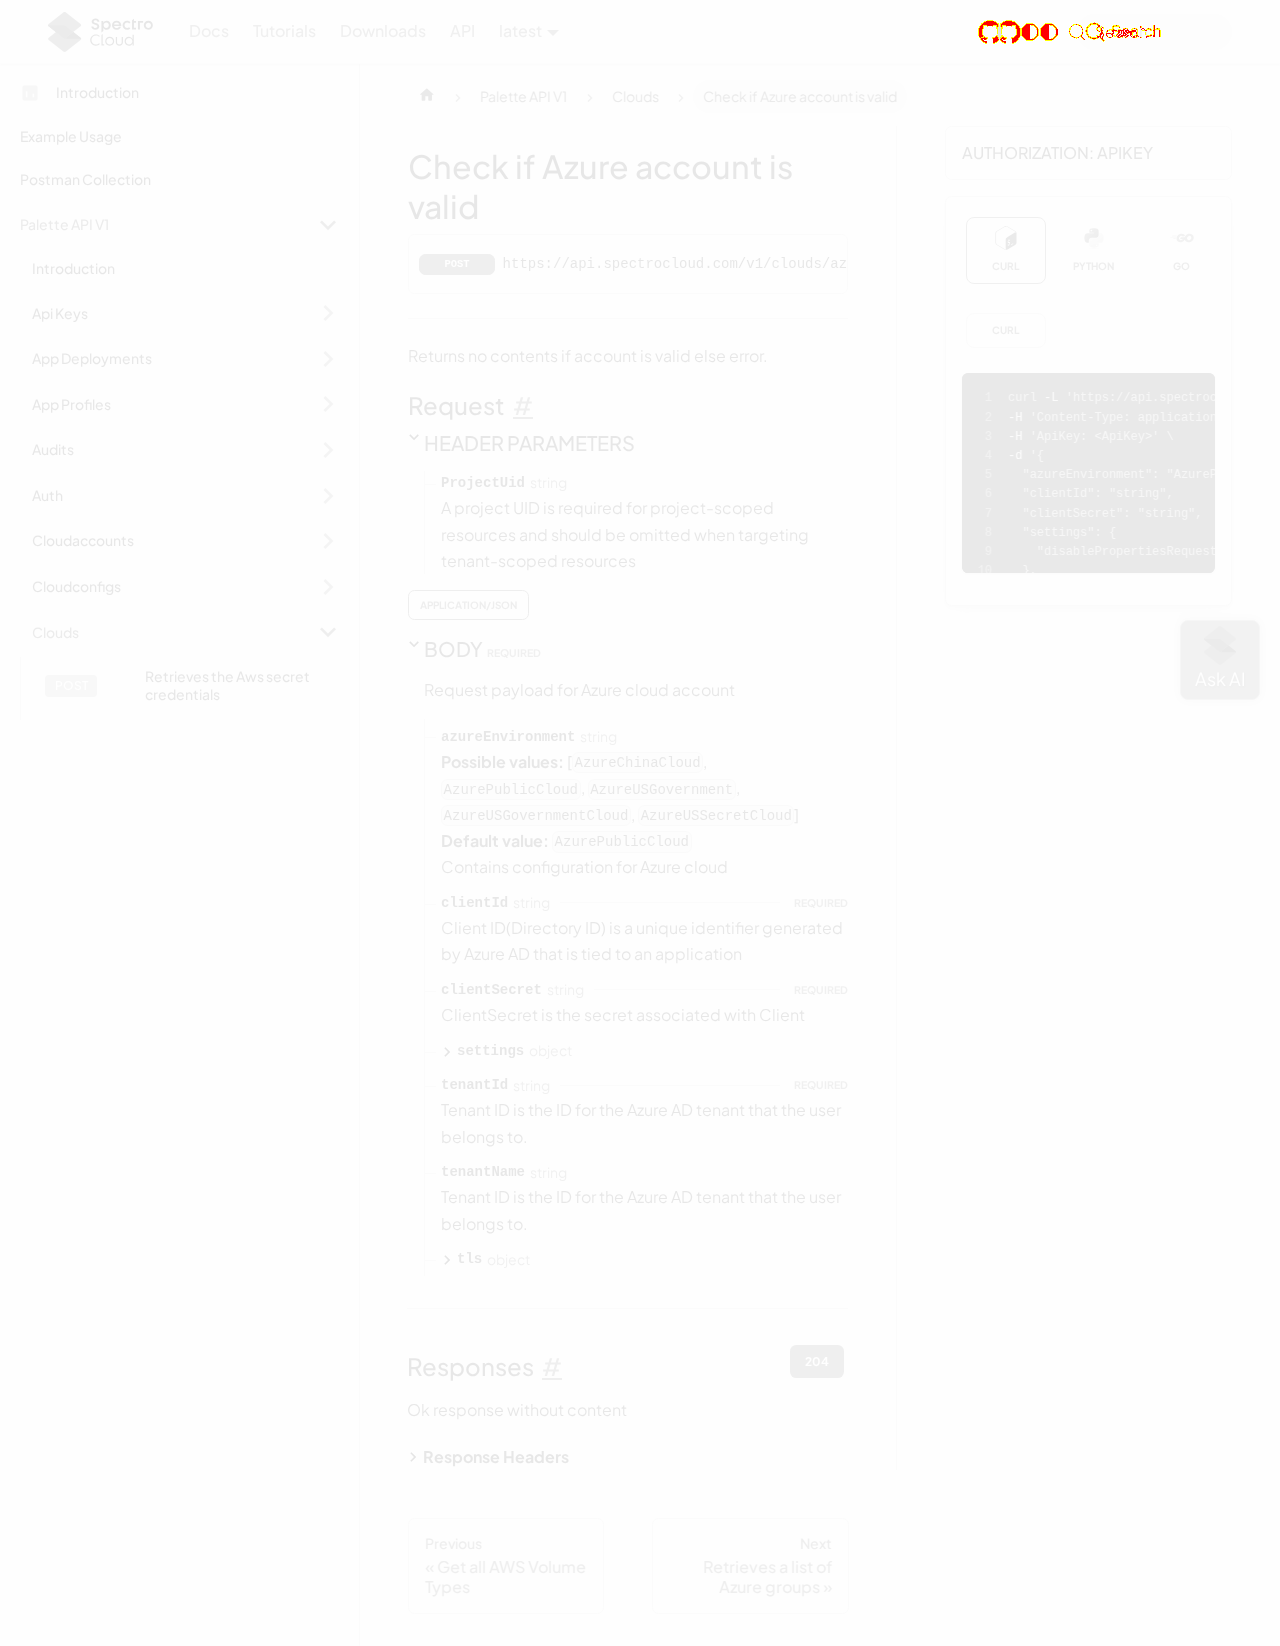 Spectro
Cloud
Docs
Tutorials
Downloads
API
latest
Search
Introduction
Example Usage
Postman Collection
Palette API V1
Introduction
Api Keys
App Deployments
App Profiles
Audits
Auth
Cloudaccounts
Cloudconfigs
Clouds
POST
Retrieves the Aws secret
credentials
Palette API V1
Clouds
Check if Azure account is valid
Check if Azure account is
valid
POST
https://api.spectrocloud.com/v1/clouds/az
Returns no contents if account is valid else error.
Request #
HEADER PARAMETERS
ProjectUid string
A project UID is required for project-scoped
resources and should be omitted when targeting
tenant-scoped resources
APPLICATION/JSON
BODY REQUIRED
Request payload for Azure cloud account
azureEnvironment string
Possible values: [AzureChinaCloud,
AzurePublicCloud, AzureUSGovernment,
AzureUSGovernmentCloud, AzureUSSecretCloud]
Default value: AzurePublicCloud
Contains configuration for Azure cloud
clientId string REQUIRED
Client ID(Directory ID) is a unique identifier generated
by Azure AD that is tied to an application
clientSecret string REQUIRED
ClientSecret is the secret associated with Client
settings object
tenantId string REQUIRED
Tenant ID is the ID for the Azure AD tenant that the user
belongs to.
tenantName string
Tenant ID is the ID for the Azure AD tenant that the user
belongs to.
tls object
Responses #
204
Ok response without content
Response Headers
Previous
« Get all AWS Volume
Types
Next
Retrieves a list of
Azure groups »
AUTHORIZATION: APIKEY
CURL
PYTHON
GO
CURL
1 curl -L 'https://api.spectroc
2 -H 'Content-Type: application
3 -H 'ApiKey: <ApiKey>' \
4 -d '{
5 "azureEnvironment": "AzureP
6 "clientId": "string",
7 "clientSecret": "string",
8 "settings": {
9 "disablePropertiesRequest
10 },
Ask AI